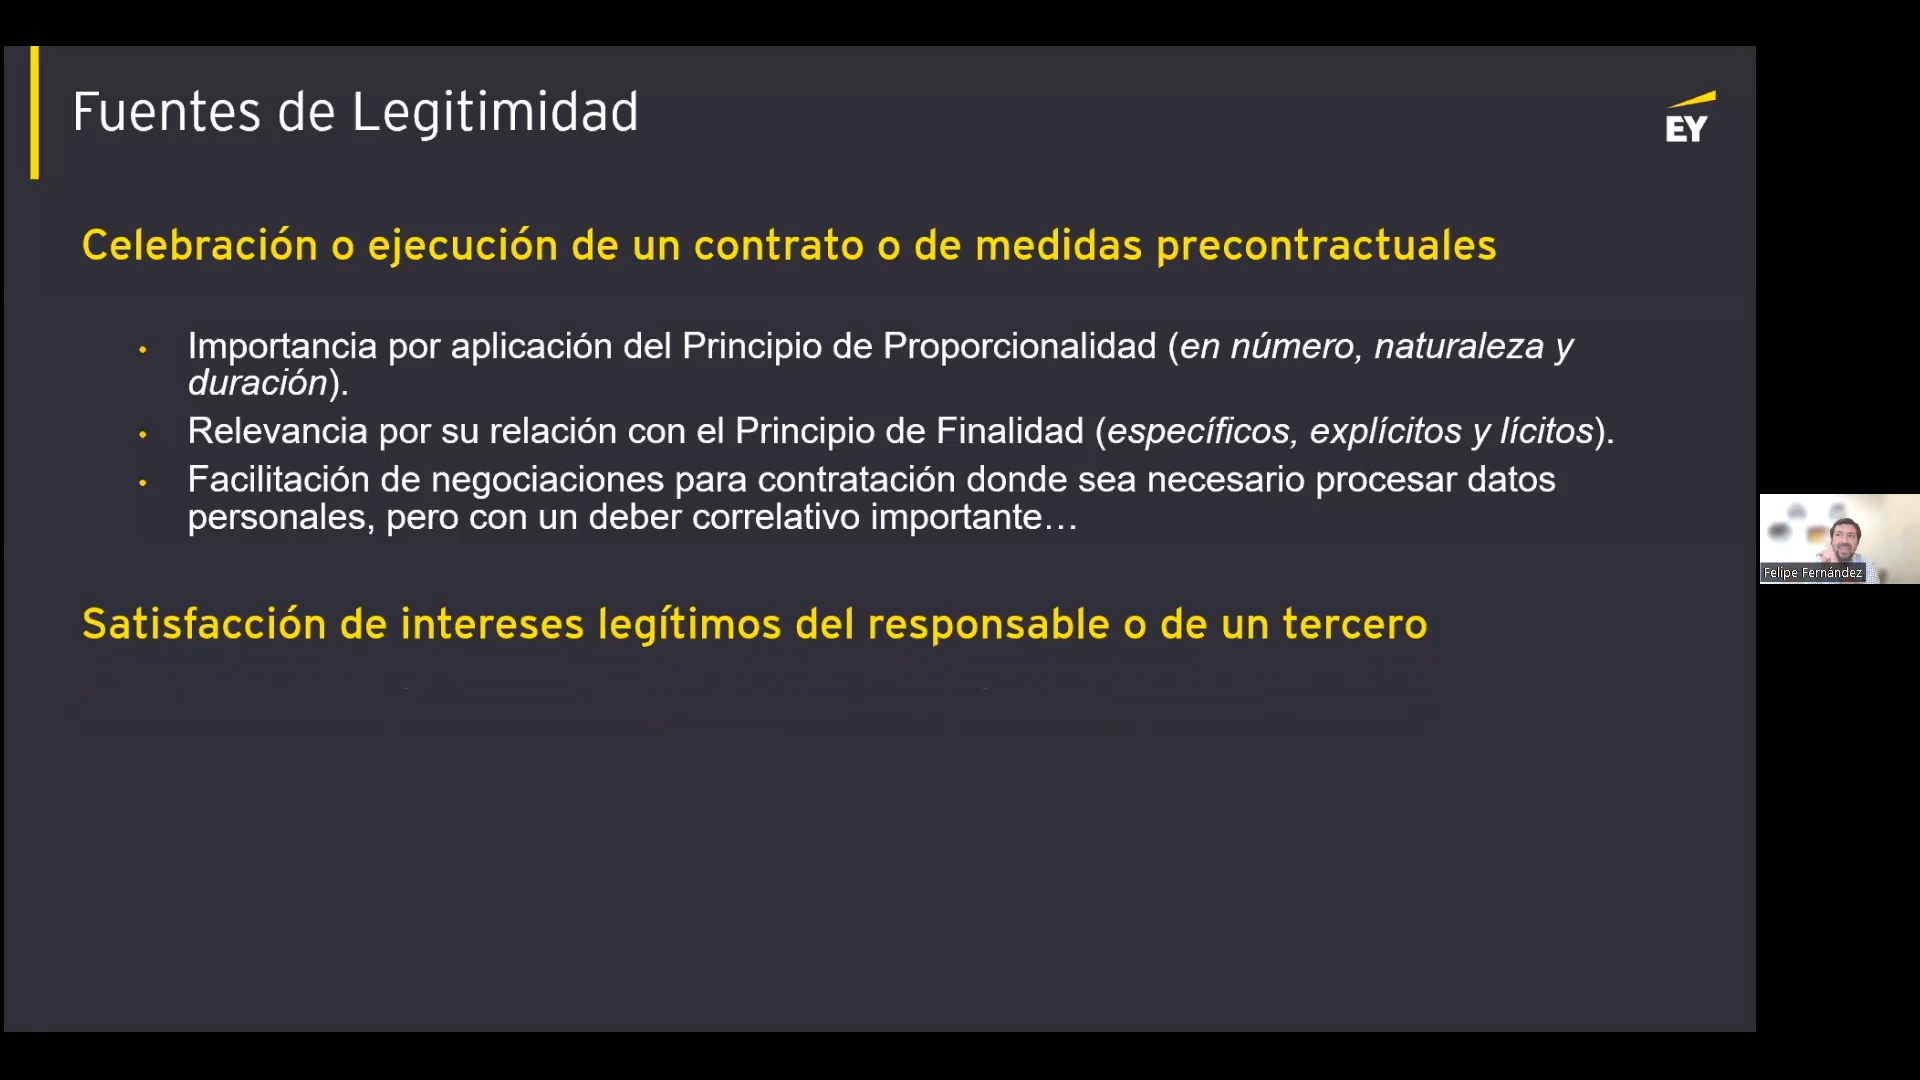 Fuentes de Legitimidad
EY
Celebración o ejecución de un contrato o de medidas precontractuales
• Importancia por aplicación del Principio de Proporcionalidad (en número, naturaleza y
duración).
• Relevancia por su relación con el Principio de Finalidad (específicos, explícitos y lícitos).
• Facilitación de negociaciones para contratación donde sea necesario procesar datos
personales, pero con un deber correlativo importante…
Felipe Fernández
Satisfacción de intereses legítimos del responsable o de un tercero